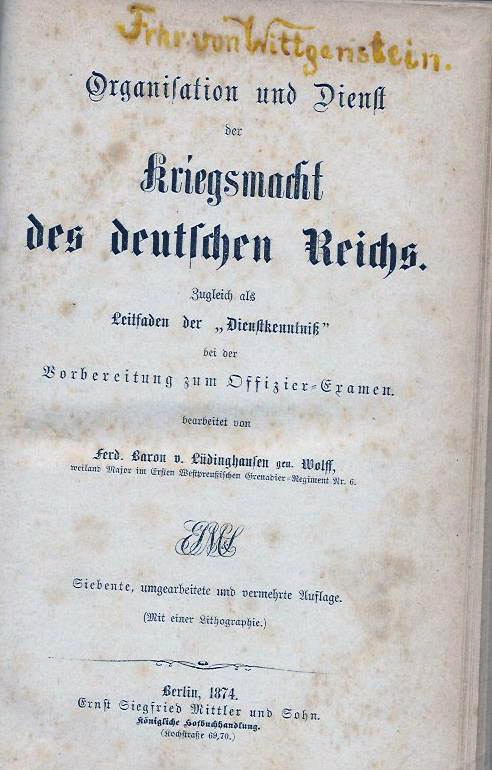 Frhr. von Wittgenstein.
Organiſation und Dienſt
der
Kriegsmacht
des deutſchen Reichs.
Zugleich als
Leitfaden der „Dienſtkenntniß“
bei der
Vorbereitung zum Offizier-Examen.
bearbeitet von
Ferd. Baron v. Lüdinghauſen gen. Wolff,
weiland Major im Erſten Weſtpreußiſchen Grenadier-Regiment Nr. 6.
Siebente, umgearbeitete und vermehrte Auflage.
(Mit einer Lithographie.)
Berlin, 1874.
Ernſt Siegfried Mittler und Sohn.
Königliche Hofbuchhandlung.
(Kochſtraße 69,70.)